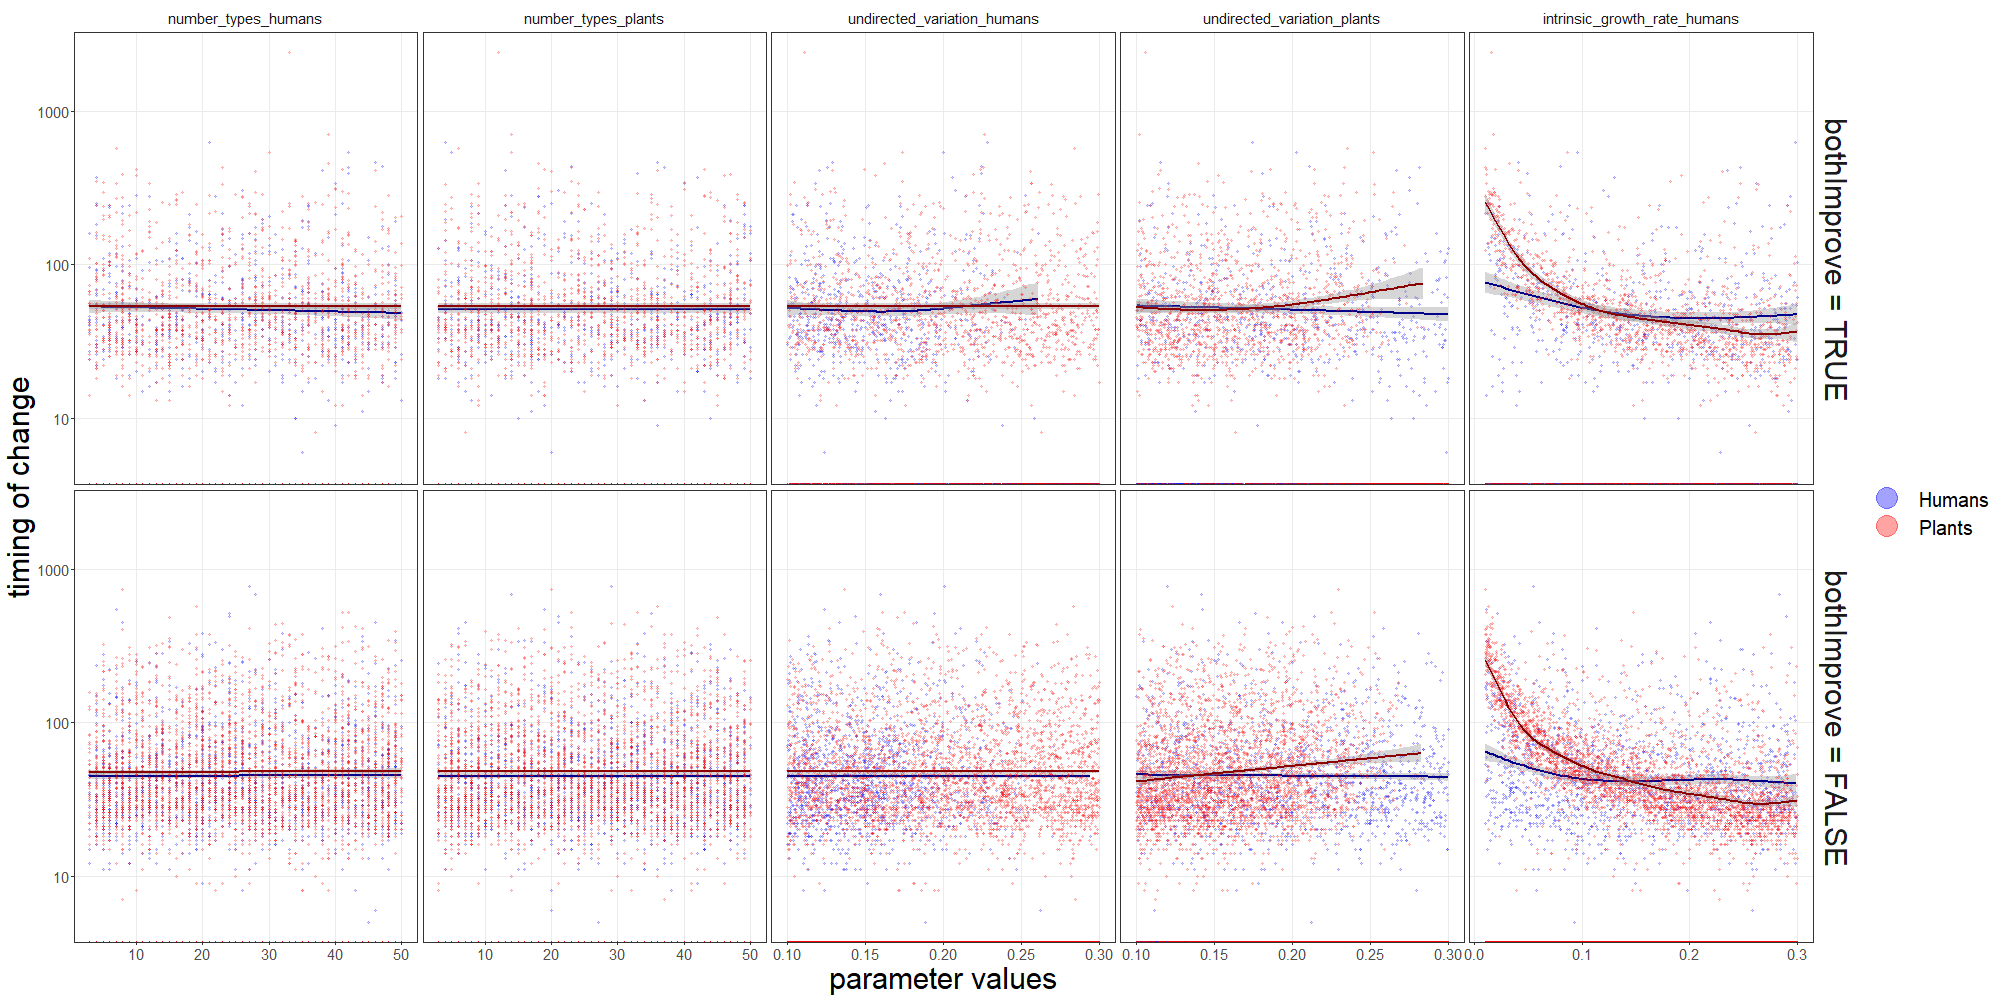 number_types_humans number_types_plants undirected_variation_humans undirected_variation_plants intrinsic_growth_rate_humans
1000
100
10
bothImprove = TRUE
timing of change
1000
100
10
bothImprove = FALSE
Humans
Plants
10 20 30 40 50 10 20 30 40 50 0.10 0.15 0.20 0.25 0.30 0.10 0.15 0.20 0.25 0.30 0.0 0.1 0.2 0.3
parameter values